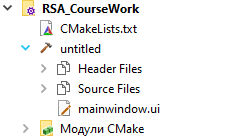 RSA_CourseWork
CMakeLists.txt
untitled
Header Files
Source Files
mainwindow.ui
Модули CMake